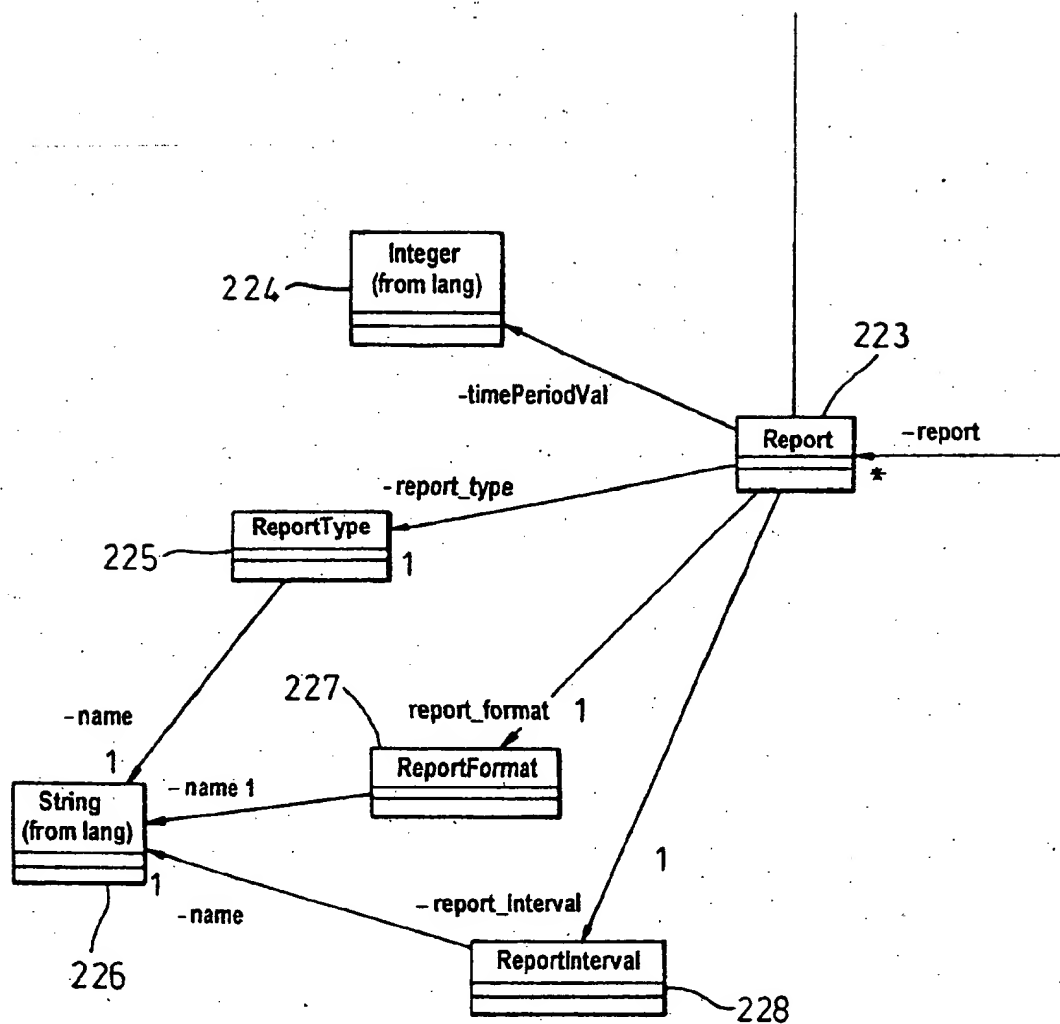 Integer
(from lang)
224
223
-timePeriodVal
Report
-report
*
-report_type
ReportType
225
1
227
report_format 1
-name
1
ReportFormat
-name 1
String
(from lang)
1
1
-report_interval
-name
ReportInterval
226
228